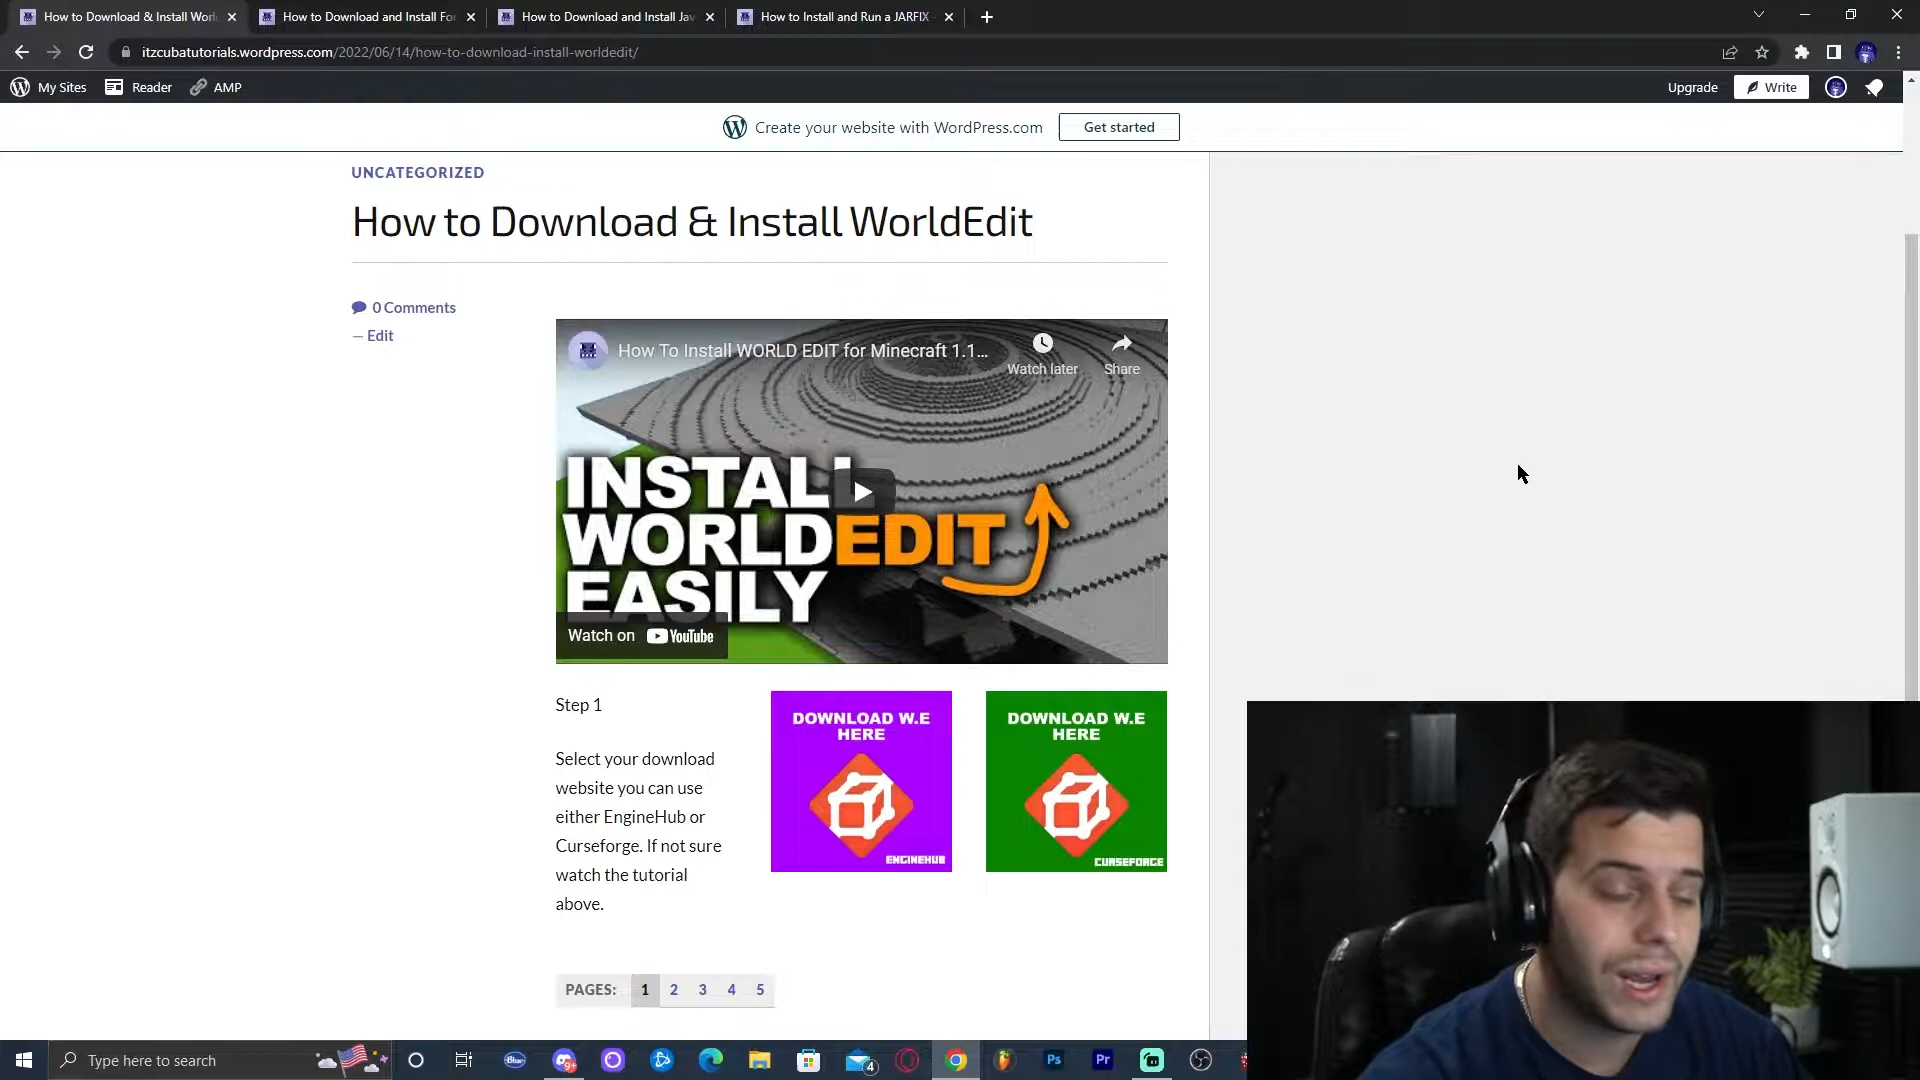 How to Download & Install Worl
How to Download and Install For
How to Download and Install Jav
How to Install and Run a JARFIX -
itzcubatutorials.wordpress.com/2022/06/14/how-to-download-install-worldedit/
My Sites
Reader
AMP
Upgrade
Write
Create your website with WordPress.com
Get started
UNCATEGORIZED
How to Download & Install WorldEdit
0 Comments
— Edit
How To Install WORLD EDIT for Minecraft 1.1...
Watch later
Share
INSTALL
WORLDEDIT
EASILY
Watch on YouTube
Step 1
Select your download
website you can use
either EngineHub or
Curseforge. If not sure
watch the tutorial
above.
DOWNLOAD W.E
HERE
ENGINEHUB
DOWNLOAD W.E
HERE
CURSEFORGE
PAGES: 1 2 3 4 5
Type here to search
Blue
9+
4
Ps
Pr